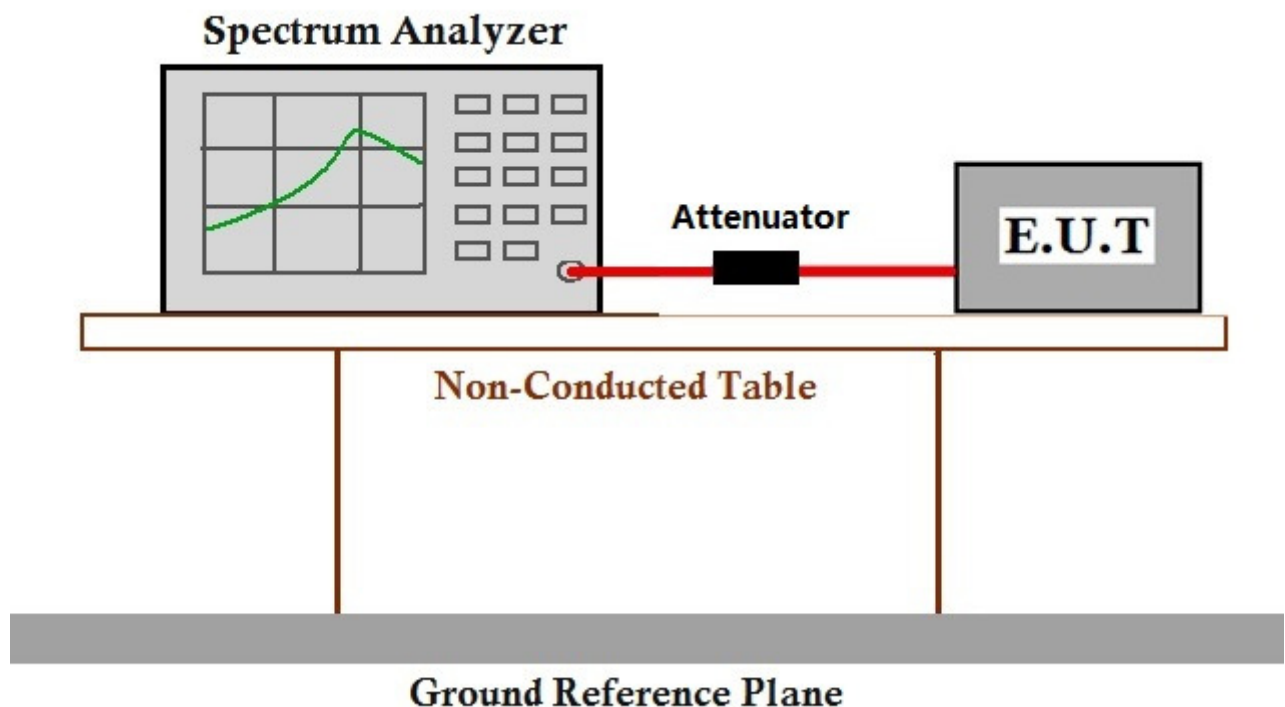 Spectrum Analyzer
Attenuator
E.U.T
Non-Conducted Table
Ground Reference Plane